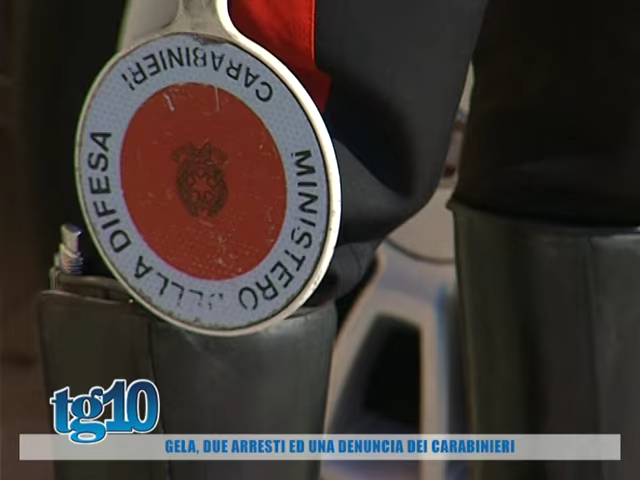 CARABINIERI
MINISTERO DELLA DIFESA
tg10
GELA, DUE ARRESTI ED UNA DENUNCIA DEI CARABINIERI